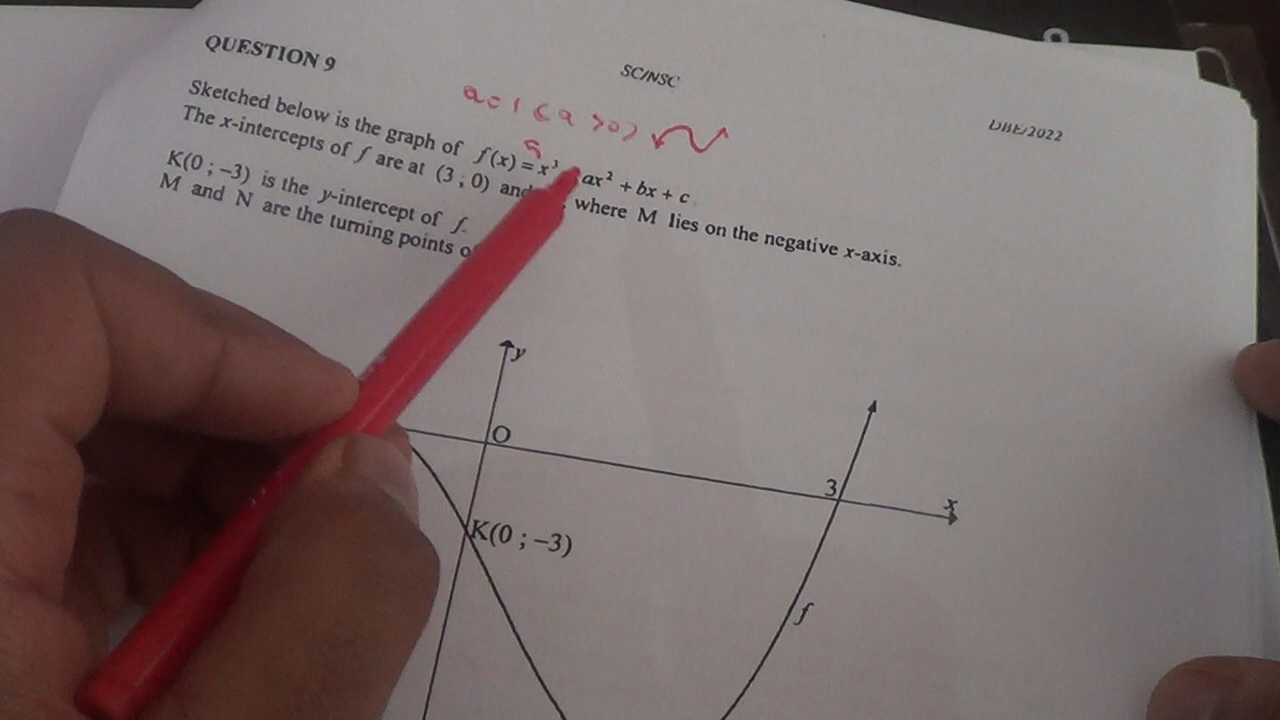 QUESTION 9
SC/NSC
DBE/2022
a=1 (a >0)
Sketched below is the graph of f(x) = x³ ax² + bx + c
The x-intercepts of f are at (3 ; 0) and where M lies on the negative x-axis.
K(0 ; –3) is the y-intercept of f.
M and N are the turning points
y
O
3
x
K(0 ; –3)
f